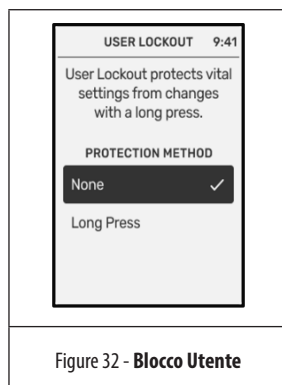 USER LOCKOUT 9:41
User Lockout protects vital
settings from changes
with a long press.
PROTECTION METHOD
None
Long Press
Figure 32 - Blocco Utente